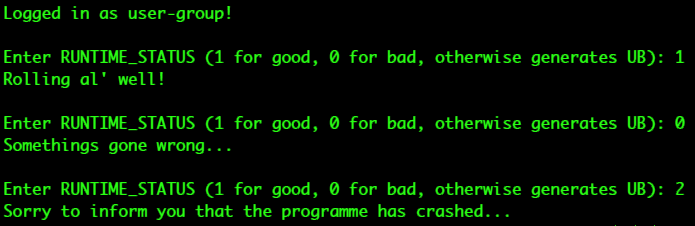 Logged in as user-group!
Enter RUNTIME_STATUS (1 for good, 0 for bad, otherwise generates UB): 1
Rolling al' well!
Enter RUNTIME_STATUS (1 for good, 0 for bad, otherwise generates UB): 0
Somethings gone wrong...
Enter RUNTIME_STATUS (1 for good, 0 for bad, otherwise generates UB): 2
Sorry to inform you that the programme has crashed...